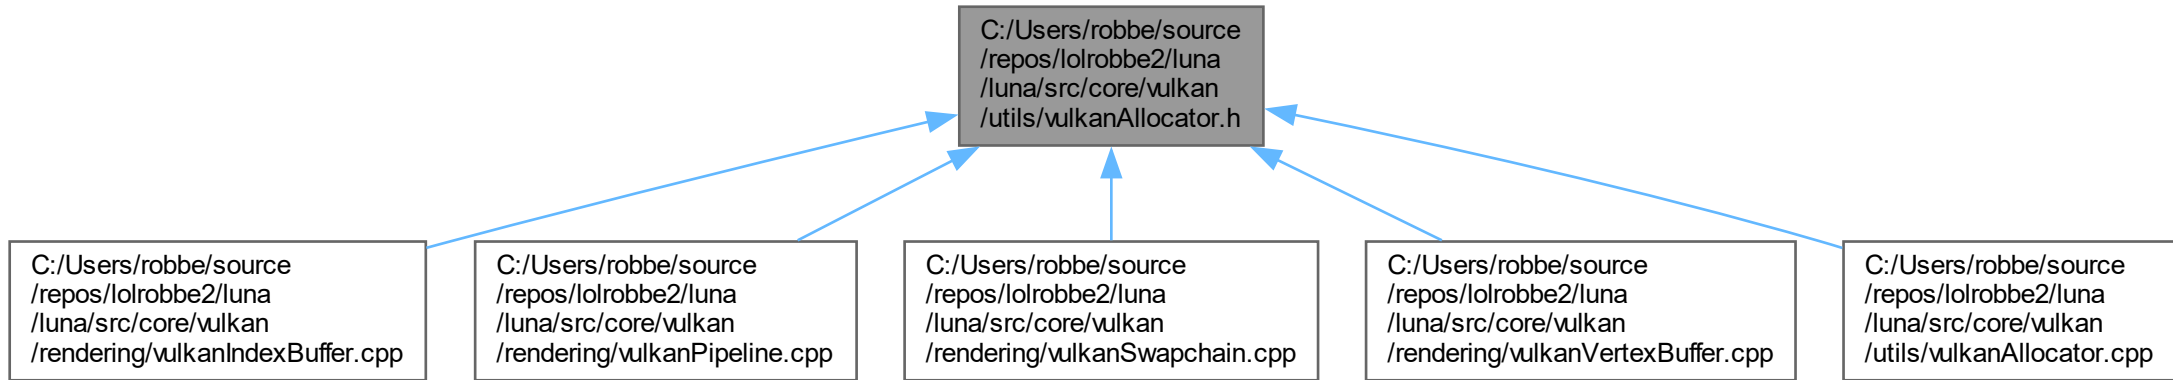 C:/Users/robbe/source
/repos/lolrobbe2/luna
/luna/src/core/vulkan
/utils/vulkanAllocator.h
C:/Users/robbe/source
/repos/lolrobbe2/luna
/luna/src/core/vulkan
/rendering/vulkanIndexBuffer.cpp
C:/Users/robbe/source
/repos/lolrobbe2/luna
/luna/src/core/vulkan
/rendering/vulkanPipeline.cpp
C:/Users/robbe/source
/repos/lolrobbe2/luna
/luna/src/core/vulkan
/rendering/vulkanSwapchain.cpp
C:/Users/robbe/source
/repos/lolrobbe2/luna
/luna/src/core/vulkan
/rendering/vulkanVertexBuffer.cpp
C:/Users/robbe/source
/repos/lolrobbe2/luna
/luna/src/core/vulkan
/utils/vulkanAllocator.cpp